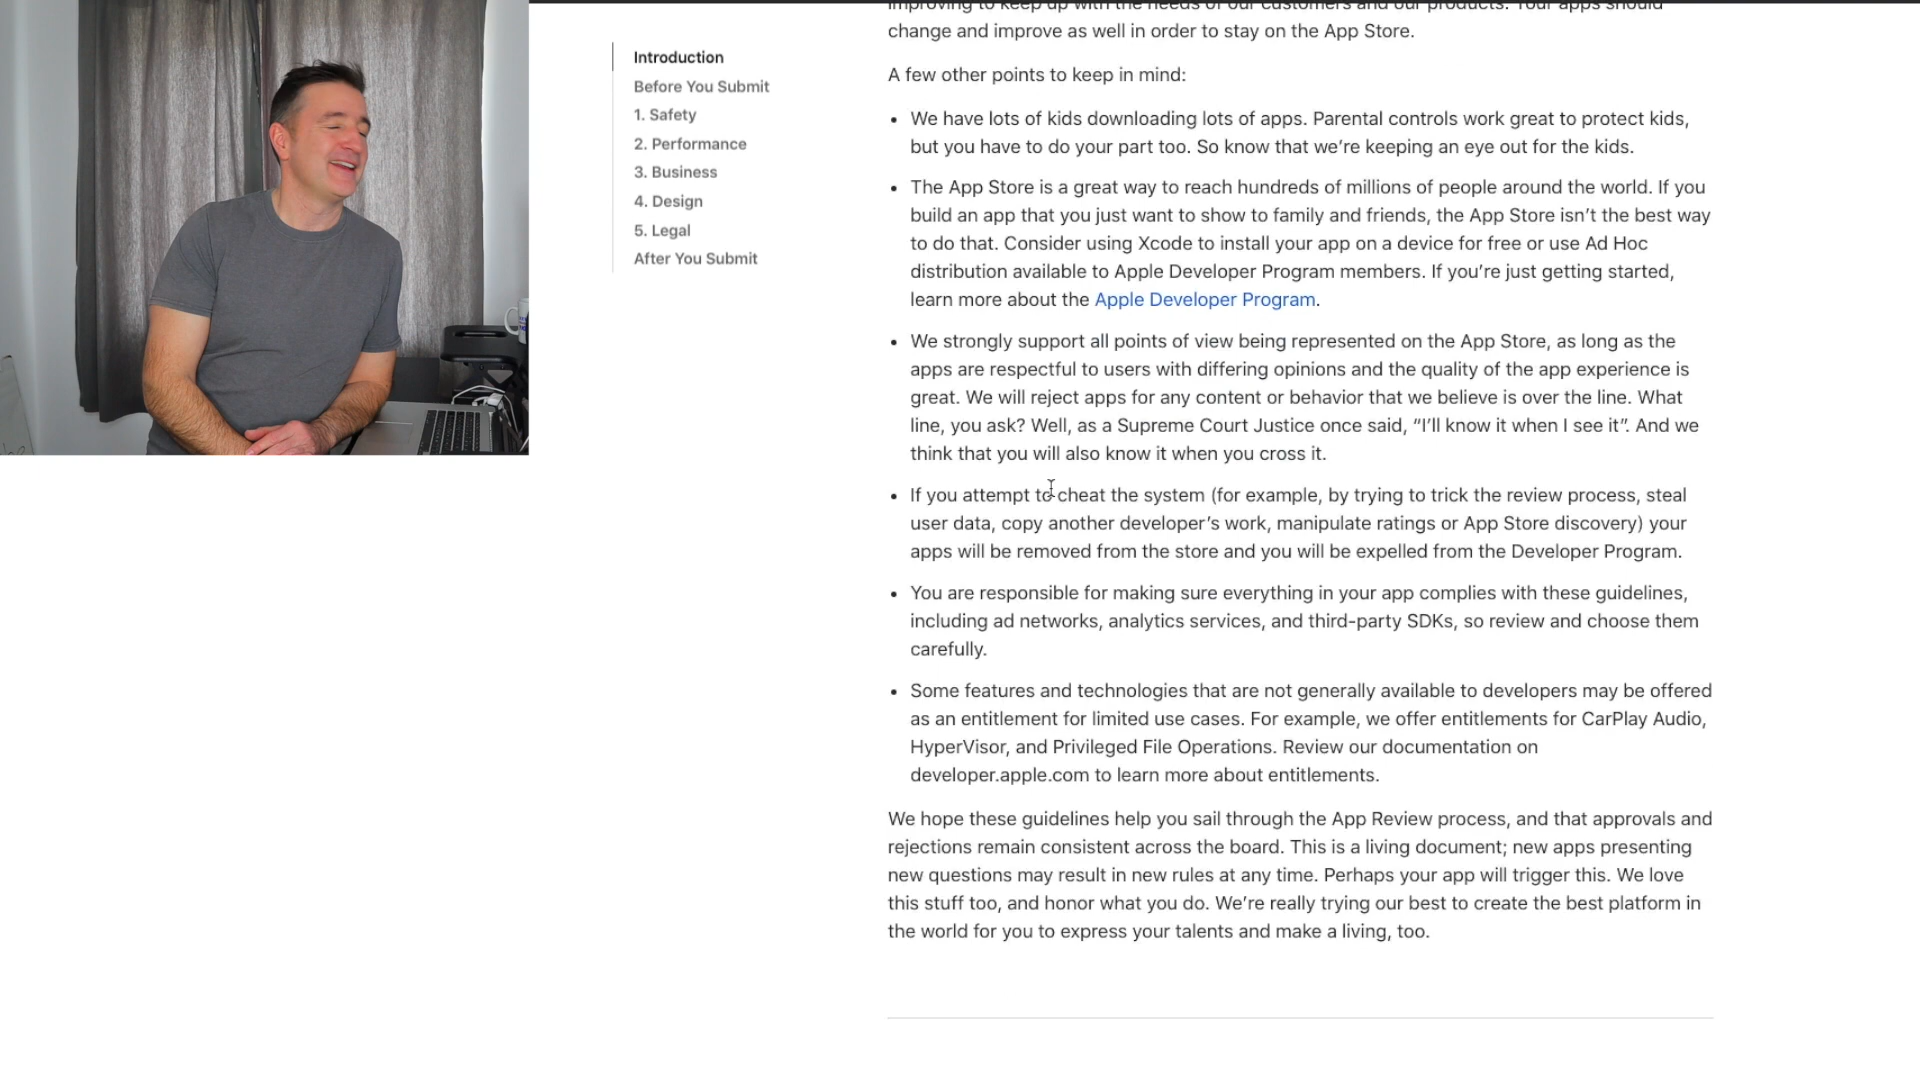 Introduction
Before You Submit
1. Safety
2. Performance
3. Business
4. Design
5. Legal
After You Submit
improving to keep up with the needs of our customers and our products. Your apps should
change and improve as well in order to stay on the App Store.
A few other points to keep in mind:
• We have lots of kids downloading lots of apps. Parental controls work great to protect kids,
but you have to do your part too. So know that we’re keeping an eye out for the kids.
• The App Store is a great way to reach hundreds of millions of people around the world. If you
build an app that you just want to show to family and friends, the App Store isn’t the best way
to do that. Consider using Xcode to install your app on a device for free or use Ad Hoc
distribution available to Apple Developer Program members. If you’re just getting started,
learn more about the Apple Developer Program.
• We strongly support all points of view being represented on the App Store, as long as the
apps are respectful to users with differing opinions and the quality of the app experience is
great. We will reject apps for any content or behavior that we believe is over the line. What
line, you ask? Well, as a Supreme Court Justice once said, “I’ll know it when I see it”. And we
think that you will also know it when you cross it.
• If you attempt to cheat the system (for example, by trying to trick the review process, steal
user data, copy another developer’s work, manipulate ratings or App Store discovery) your
apps will be removed from the store and you will be expelled from the Developer Program.
• You are responsible for making sure everything in your app complies with these guidelines,
including ad networks, analytics services, and third-party SDKs, so review and choose them
carefully.
• Some features and technologies that are not generally available to developers may be offered
as an entitlement for limited use cases. For example, we offer entitlements for CarPlay Audio,
HyperVisor, and Privileged File Operations. Review our documentation on
developer.apple.com to learn more about entitlements.
We hope these guidelines help you sail through the App Review process, and that approvals and
rejections remain consistent across the board. This is a living document; new apps presenting
new questions may result in new rules at any time. Perhaps your app will trigger this. We love
this stuff too, and honor what you do. We’re really trying our best to create the best platform in
the world for you to express your talents and make a living, too.